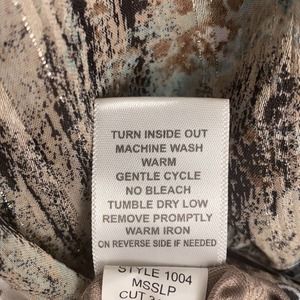 TURN INSIDE OUT
MACHINE WASH
WARM
GENTLE CYCLE
NO BLEACH
TUMBLE DRY LOW
REMOVE PROMPTLY
WARM IRON
ON REVERSE SIDE IF NEEDED
STYLE 1004
MSSLP
CUT